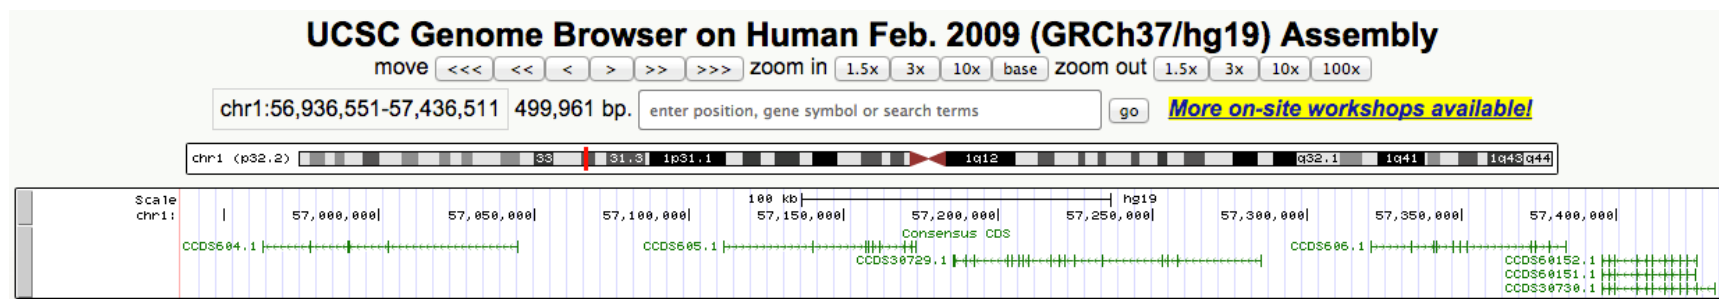 UCSC Genome Browser on Human Feb. 2009 (GRCh37/hg19) Assembly
move <<< << < > >> >>> zoom in 1.5x 3x 10x base zoom out 1.5x 3x 10x 100x
chr1:56,936,551-57,436,511 499,961 bp. enter position, gene symbol or search terms go More on-site workshops available!
chr1 (p32.2) 33 31.3 1p31.1 1q12 q32.1 1q41 1q43 q44
Scale 100 kb hg19
chr1: 57,000,000 57,050,000 57,100,000 57,150,000 57,200,000 57,250,000 57,300,000 57,350,000 57,400,000
Consensus CDS
CCDS604.1 CCDS605.1 CCDS606.1
CCDS30729.1 CCDS60152.1
CCDS60151.1
CCDS30730.1